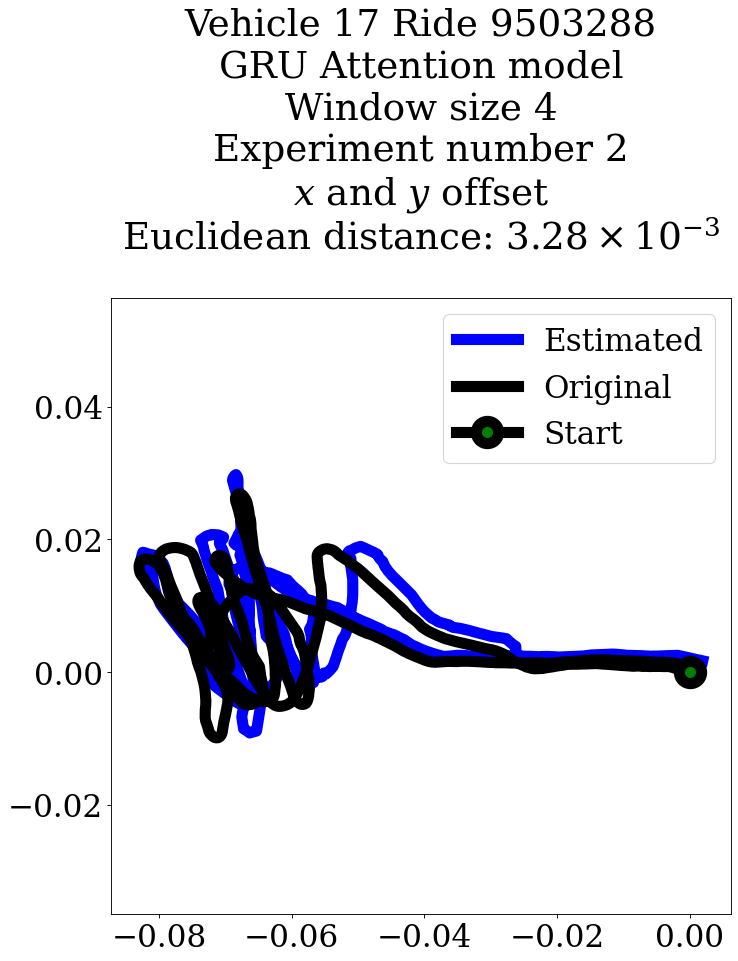 Vehicle 17 Ride 9503288
GRU Attention model
Window size 4
Experiment number 2
x and y offset
Euclidean distance: 3.28 × 10⁻³
Estimated
Original
Start
0.04
0.02
0.00
−0.02
−0.08 −0.06 −0.04 −0.02 0.00